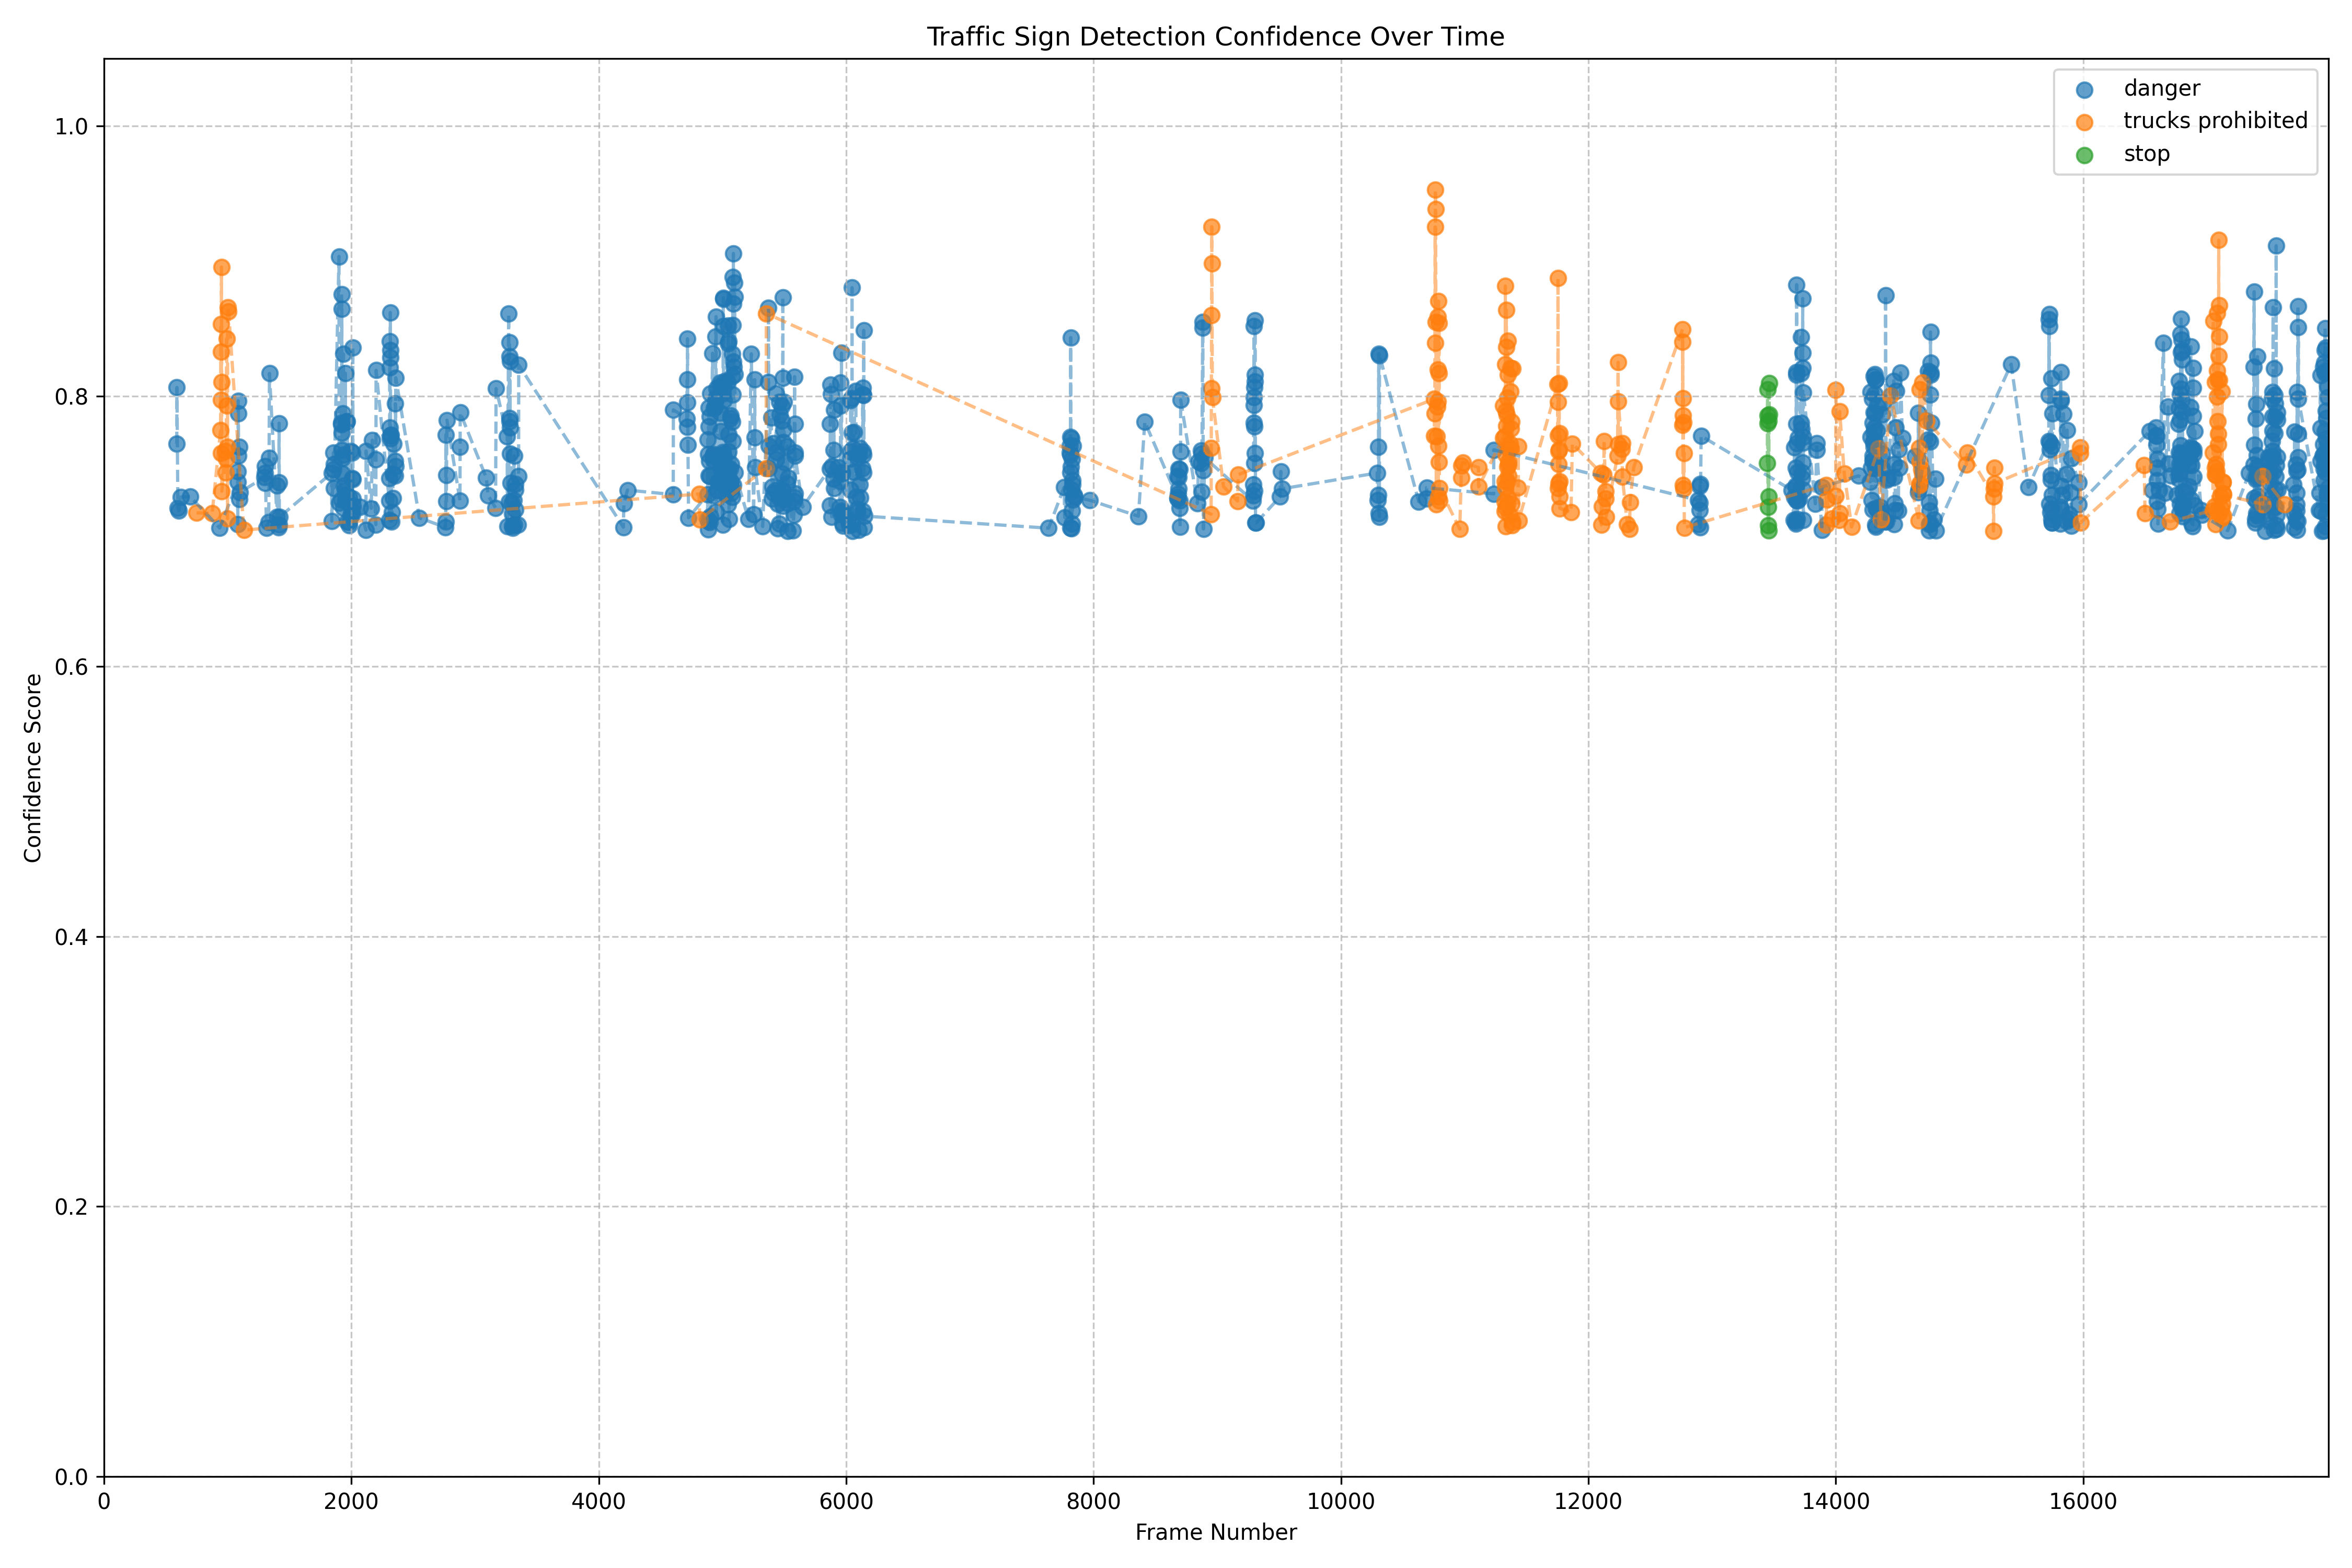 Traffic Sign Detection Confidence Over Time
danger
trucks prohibited
stop
1.0
0.8
0.6
0.4
0.2
0.0
Confidence Score
0 2000 4000 6000 8000 10000 12000 14000 16000
Frame Number